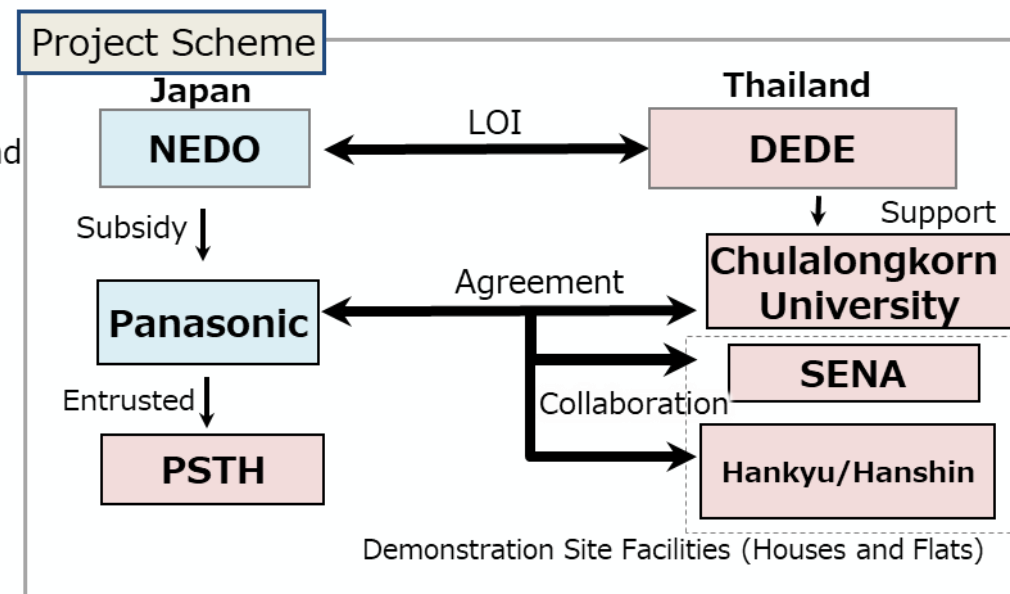 Project Scheme
Japan
Thailand
NEDO
LOI
DEDE
Subsidy
Support
Chulalongkorn
University
Agreement
Panasonic
SENA
Entrusted
Collaboration
PSTH
Hankyu/Hanshin
Demonstration Site Facilities (Houses and Flats)